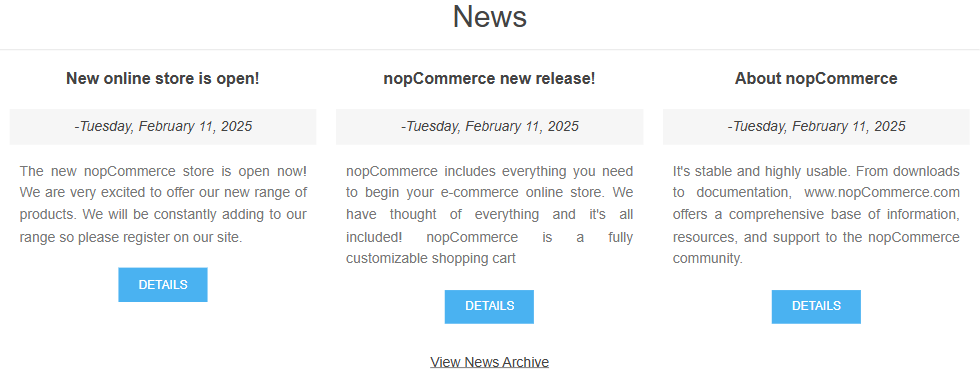 News
New online store is open!
-Tuesday, February 11, 2025
The new nopCommerce store is open now!
We are very excited to offer our new range of
products. We will be constantly adding to our
range so please register on our site.
DETAILS
nopCommerce new release!
-Tuesday, February 11, 2025
nopCommerce includes everything you need
to begin your e-commerce online store. We
have thought of everything and it's all
included! nopCommerce is a fully
customizable shopping cart
DETAILS
About nopCommerce
-Tuesday, February 11, 2025
It's stable and highly usable. From downloads
to documentation, www.nopCommerce.com
offers a comprehensive base of information,
resources, and support to the nopCommerce
community.
DETAILS
View News Archive